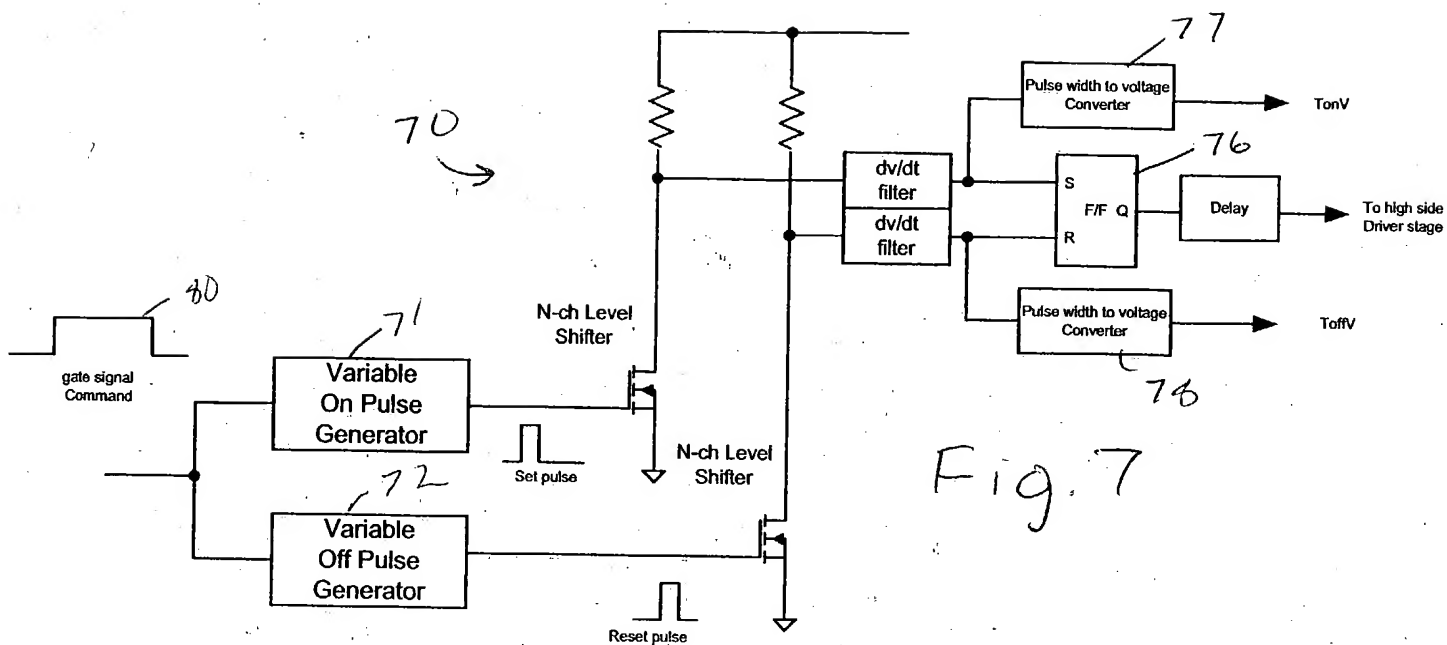 77
Pulse width to voltage
Converter
TonV
70
76
dv/dt
filter
S
F/F Q
R
Delay
To high side
Driver stage
dv/dt
filter
80
N-ch Level
Shifter
Pulse width to voltage
Converter
ToffV
71
gate signal
Command
Variable
On Pulse
Generator
78
N-ch Level
Shifter
Set pulse
Fig. 7
72
Variable
Off Pulse
Generator
Reset pulse